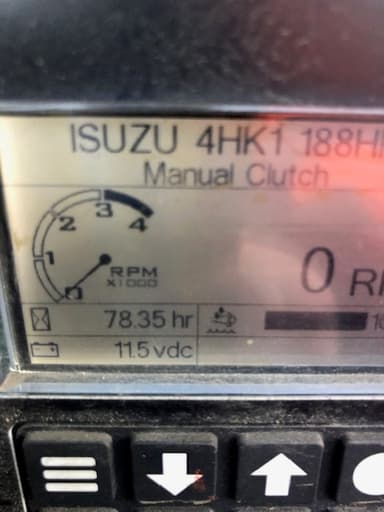 ISUZU 4HK1 188H
Manual Clutch
3
2
4
1
RPM
X1000
0
0 R
78.35 hr
10
11.5 vdc